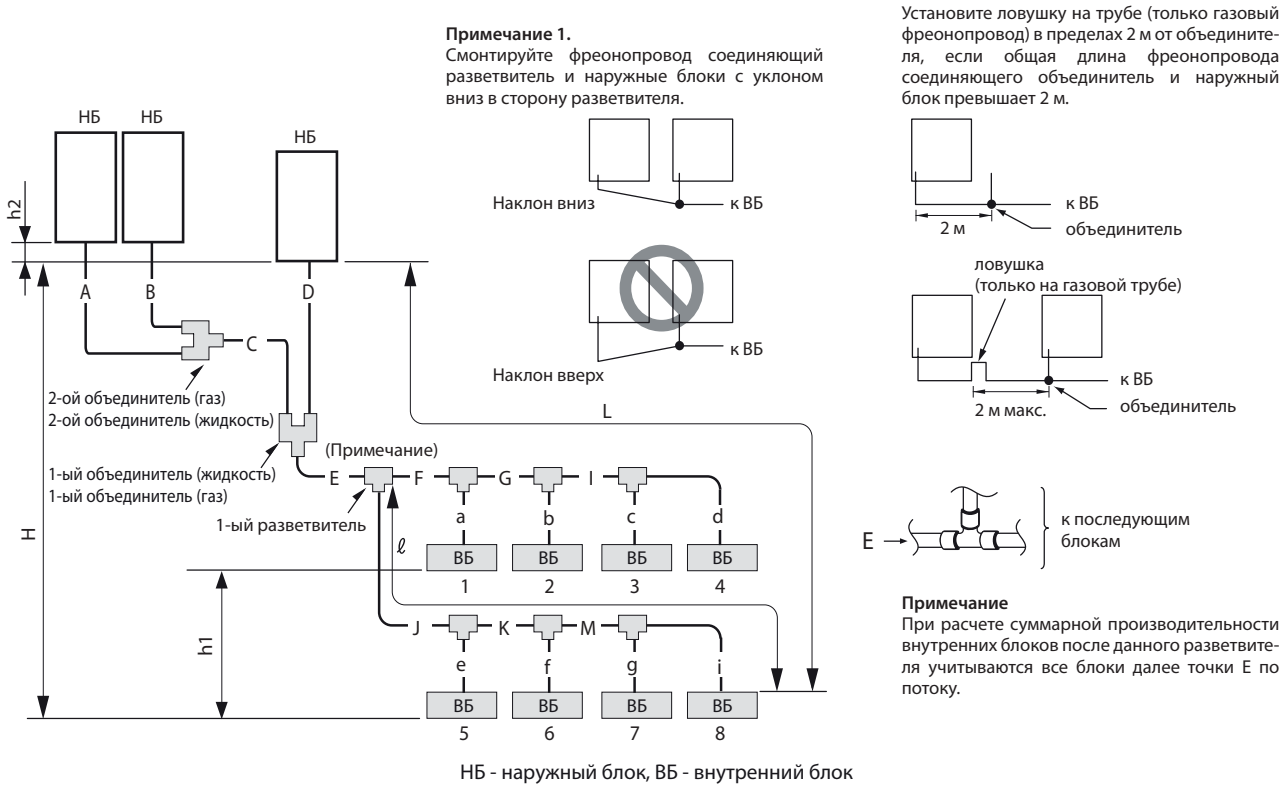 Примечание 1.
Смонтируйте фреонопровод соединяющий
разветвитель и наружные блоки с уклоном
вниз в сторону разветвителя.
Установите ловушку на трубе (только газовый
фреонопровод) в пределах 2 м от объедините-
ля, если общая длина фреонопровода
соединяющего объединитель и наружный
блок превышает 2 м.
НБ
НБ
НБ
h2
A
B
D
C
H
2-ой объединитель (газ)
2-ой объединитель (жидкость)
1-ый объединитель (жидкость)
1-ый объединитель (газ)
(Примечание)
1-ый разветвитель
E
F
G
I
L
ℓ
a
b
c
d
ВБ
ВБ
ВБ
ВБ
1
2
3
4
h1
J
K
M
e
f
g
i
ВБ
ВБ
ВБ
ВБ
5
6
7
8
Наклон вниз
к ВБ
Наклон вверх
к ВБ
к ВБ
2 м
объединитель
ловушка
(только на газовой трубе)
к ВБ
2 м макс.
объединитель
E
к последующим
блокам
Примечание
При расчете суммарной производительности
внутренних блоков после данного разветвите-
ля учитываются все блоки далее точки E по
потоку.
НБ - наружный блок, ВБ - внутренний блок